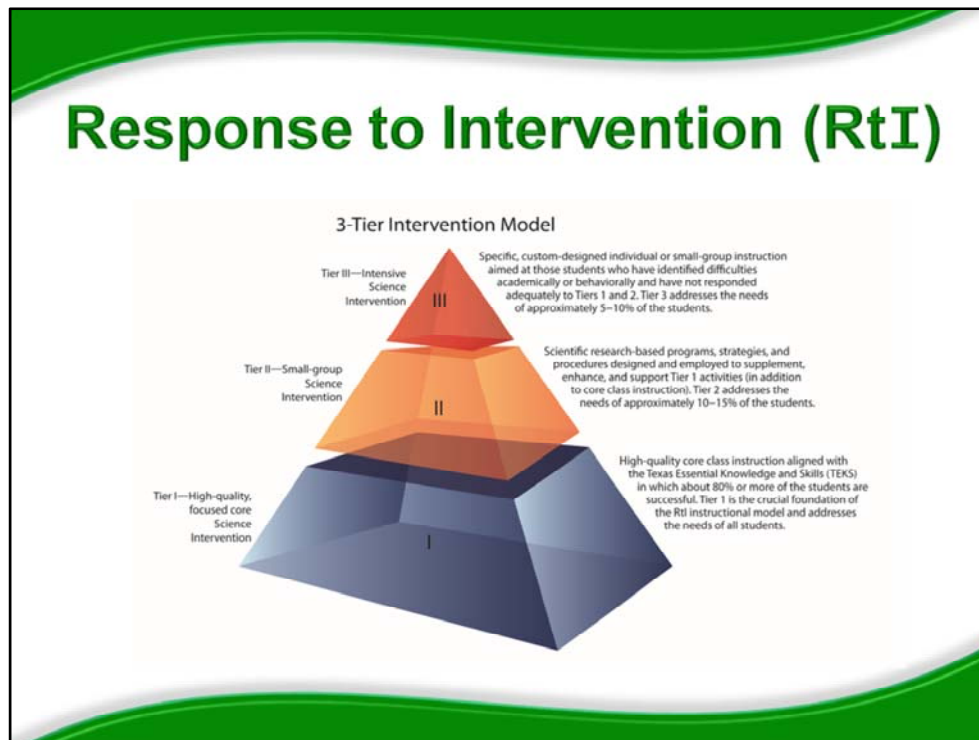 Response to Intervention (RtI)
3-Tier Intervention Model
Tier III—Intensive
Science
Intervention
III
Specific, custom-designed individual or small-group instruction
aimed at those students who have identified difficulties
academically or behaviorally and have not responded
adequately to Tiers 1 and 2. Tier 3 addresses the needs
of approximately 5–10% of the students.
Tier II—Small-group
Science
Intervention
II
Scientific research-based programs, strategies, and
procedures designed and employed to supplement,
enhance, and support Tier 1 activities (in addition
to core class instruction). Tier 2 addresses the
needs of approximately 10–15% of the students.
Tier I—High-quality,
focused core
Science
Intervention
I
High-quality core class instruction aligned with
the Texas Essential Knowledge and Skills (TEKS)
in which about 80% or more of the students are
successful. Tier 1 is the crucial foundation of
the RtI instructional model and addresses
the needs of all students.